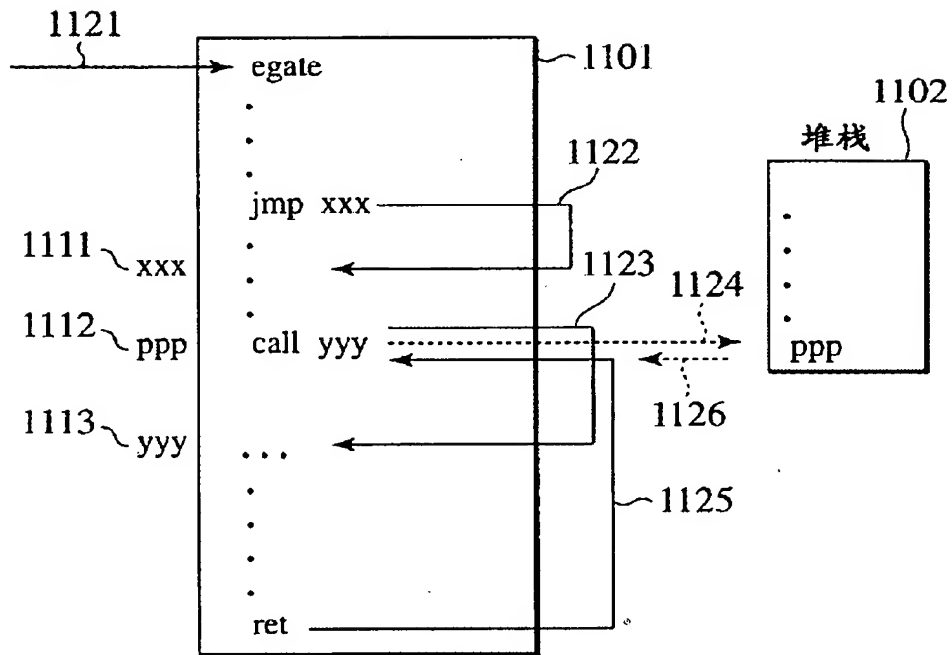 1121
egate
1101
1102
堆栈
1122
jmp xxx
1111
xxx
1123
1124
1112
ppp
call yyy
ppp
1126
1113
yyy
1125
ret